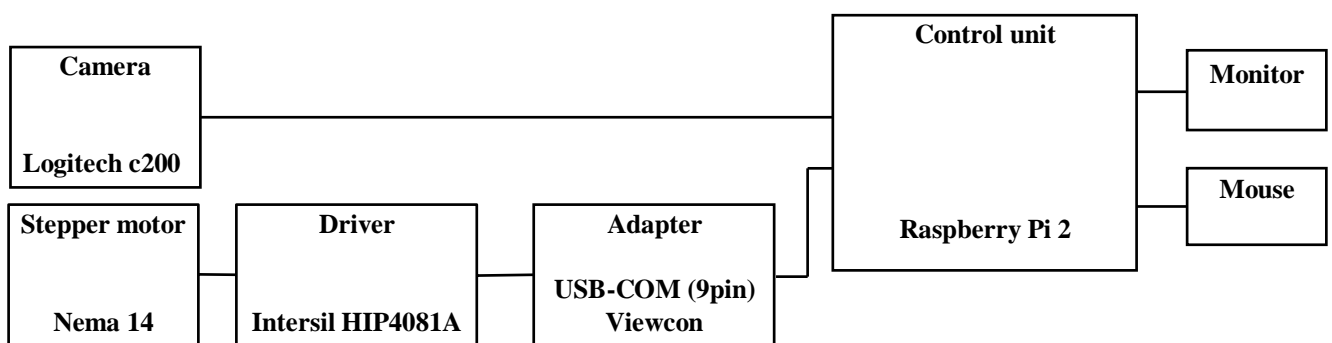 Camera
Logitech c200
Stepper motor
Nema 14
Driver
Intersil HIP4081A
Adapter
USB-COM (9pin)
Viewcon
Control unit
Raspberry Pi 2
Monitor
Mouse